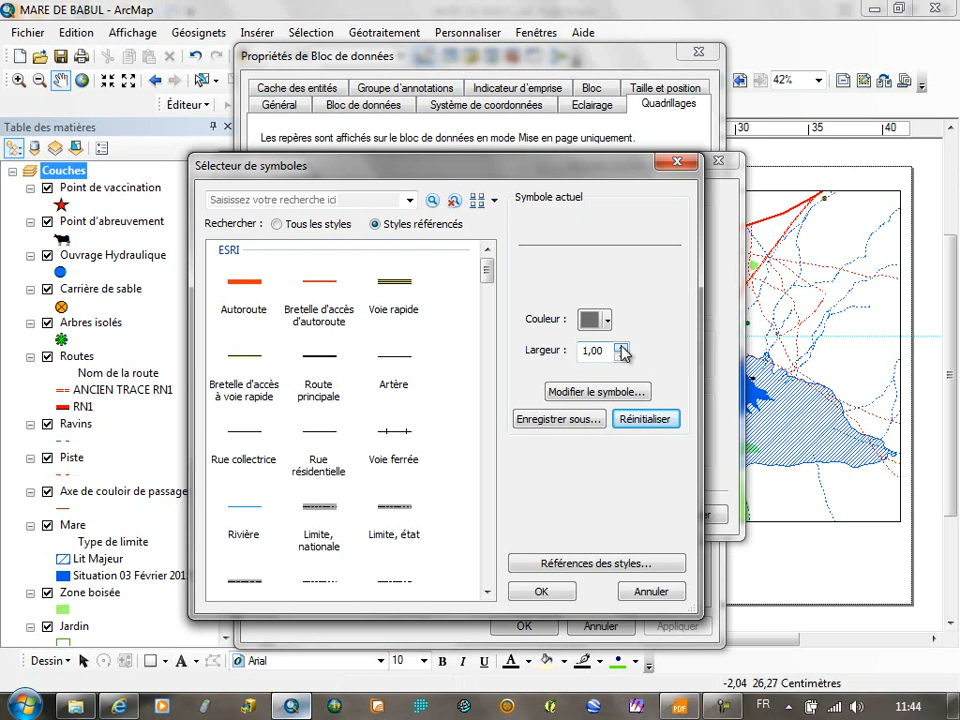 MARE DE BABUL - ArcMap
Fichier Edition Affichage Géosignets Insérer Sélection Géotraitement Personnaliser Fenêtres Aide
Propriétés de Bloc de données
42%
Éditeur
Cache des entités Groupe d'annotations Indicateur d'emprise Bloc Taille et position
Général Bloc de données Système de coordonnées Eclairage Quadrillages
Les repères sont affichés sur le bloc de données en mode Mise en page uniquement.
30 35 40
Table des matières
Couches
Point de vaccination
Point d'abreuvement
Ouvrage Hydraulique
Carrière de sable
Arbres isolés
Routes
Nom de la route
ANCIEN TRACE RN1
RN1
Ravins
Piste
Axe de couloir de passage
Mare
Type de limite
Lit Majeur
Situation 03 Février 201
Zone boisée
Jardin
Sélecteur de symboles
Saisissez votre recherche ici
Rechercher : Tous les styles Styles référencés
ESRI
Autoroute Bretelle d'accès d'autoroute Voie rapide
Bretelle d'accès à voie rapide Route principale Artère
Rue collectrice Rue résidentielle Voie ferrée
Rivière Limite, nationale Limite, état
Symbole actuel
Couleur :
Largeur : 1,00
Modifier le symbole...
Enregistrer sous... Réinitialiser
Références des styles...
OK Annuler
OK Annuler Appliquer
Dessin Arial 10 B I U A
-2,04 26,27 Centimètres
FR 11:44